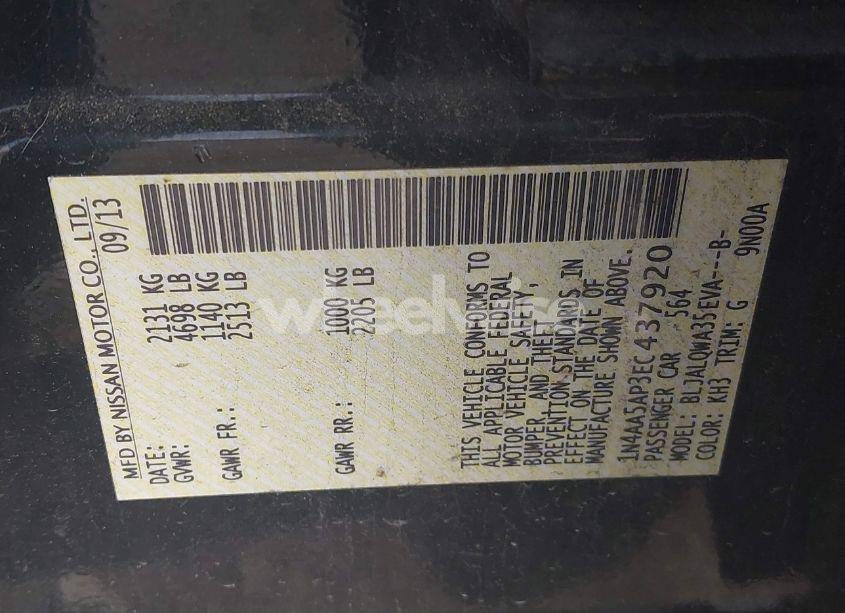 MFD BY NISSAN MOTOR CO., LTD.
DATE: 09/13
GVWR: 2131 KG
4698 LB
GAWR FR.: 1140 KG
2513 LB
GAWR RR.: 1000 KG
2205 LB
THIS VEHICLE CONFORMS TO
ALL APPLICABLE FEDERAL
MOTOR VEHICLE SAFETY,
BUMPER, AND THEFT
PREVENTION STANDARDS IN
EFFECT ON THE DATE OF
MANUFACTURE SHOWN ABOVE.
1N4AA5AP3EC437920
PASSENGER CAR 564
MODEL: BLJALQWA35EVA---B-
COLOR: KH3 TRIM: G 9N00A
wheelwise